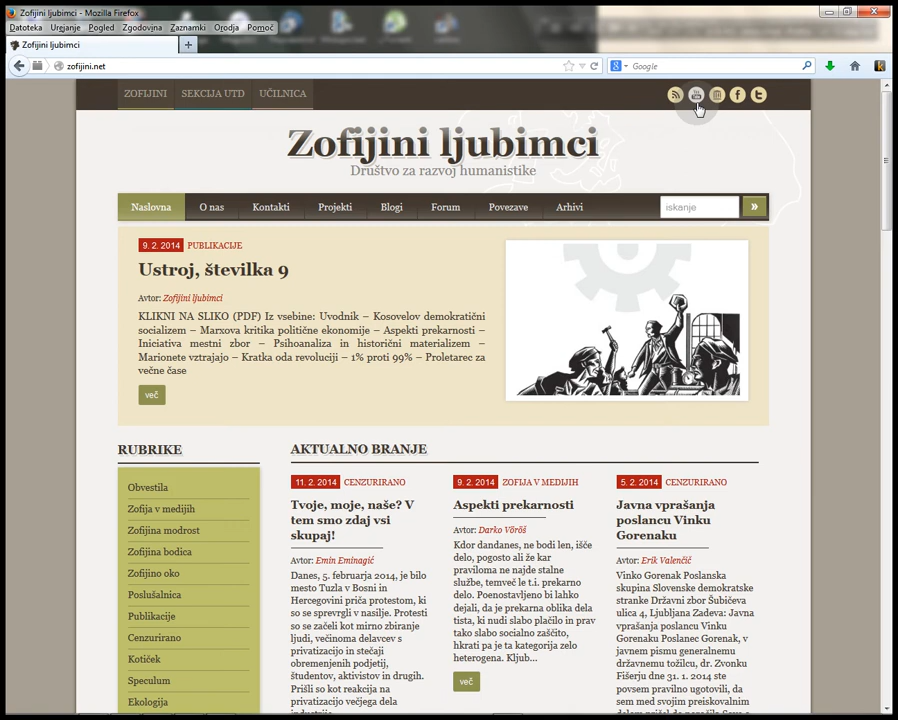 Zofijini ljubimci - Mozilla Firefox
Datoteka Urejanje Pogled Zgodovina Zaznamki Orodja Pomoč
Zofijini ljubimci
zofijini.net
Google
ZOFIJINI SEKCIJA UTD UČILNICA
Zofijini ljubimci
Društvo za razvoj humanistike
Naslovna O nas Kontakti Projekti Blogi Forum Povezave Arhivi iskanje »
9. 2. 2014 PUBLIKACIJE
Ustroj, številka 9
Avtor: Zofijini ljubimci
KLIKNI NA SLIKO (PDF) Iz vsebine: Uvodnik – Kosovelov demokratični
socializem – Marxova kritika politične ekonomije – Aspekti prekarnosti –
Iniciativa mestni zbor – Psihoanaliza in historični materializem –
Marionete vztrajajo – Kratka oda revoluciji – 1% proti 99% – Proletarec za
večne čase
več
RUBRIKE
Obvestila
Zofija v medijih
Zofijina modrost
Zofijina bodica
Zofijino oko
Poslušalnica
Publikacije
Cenzurirano
Kotiček
Speculum
Ekologija
AKTUALNO BRANJE
11. 2. 2014 CENZURIRANO
Tvoje, moje, naše? V
tem smo zdaj vsi
skupaj!
Avtor: Emin Eminagić
Danes, 5. februarja 2014, je bilo
mesto Tuzla v Bosni in
Hercegovini priča protestom, ki
so se sprevrgli v nasilje. Protesti
so se začeli kot mirno zbiranje
ljudi, večinoma delavcev s
privatizacijo in stečaji
obremenjenih podjetij,
študentov, aktivistov in drugih.
Prišli so kot reakcija na
privatizacijo večjega dela
industrije
9. 2. 2014 ZOFIJA V MEDIJIH
Aspekti prekarnosti
Avtor: Darko Vörös
Kdor dandanes, ne bodi len, išče
delo, pogosto ali že kar
praviloma ne najde stalne
službe, temveč le t.i. prekarno
delo. Poenostavljeno bi lahko
dejali, da je prekarna oblika dela
tista, ki nudi slabo plačilo in prav
tako slabo socialno zaščito,
hkrati pa je ta kategorija zelo
heterogena. Kljub...
več
5. 2. 2014 CENZURIRANO
Javna vprašanja
poslancu Vinku
Gorenaku
Avtor: Erik Valenčič
Vinko Gorenak Poslanska
skupina Slovenske demokratske
stranke Državni zbor Šubičeva
ulica 4, Ljubljana Zadeva: Javna
vprašanja poslancu Vinku
Gorenaku Poslanec Gorenak, v
javnem pismu generalnemu
državnemu tožilcu, dr. Zvonku
Fišerju dne 31. 1. 2014 ste
povsem pravilno ugotovili, da
sem med svojim preiskovalnim